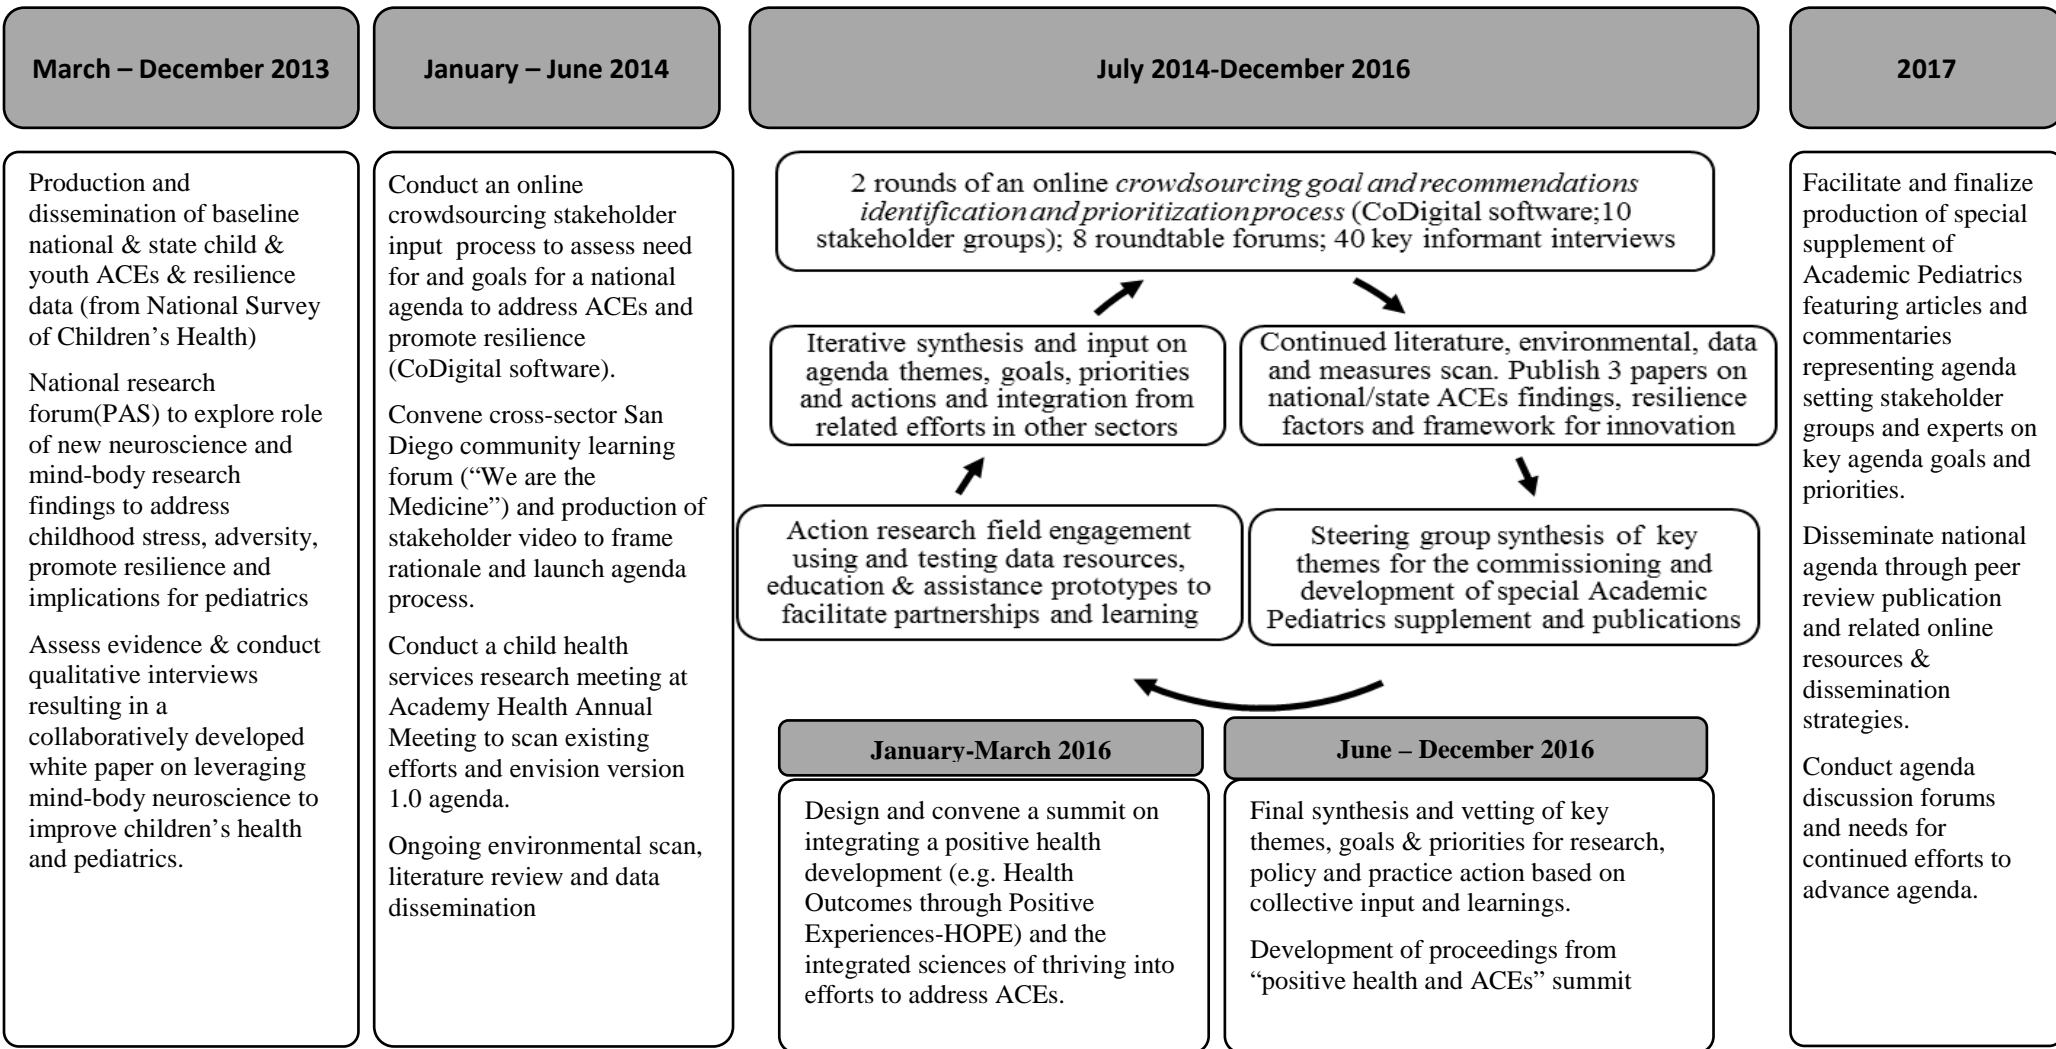 March – December 2013
January – June 2014
July 2014-December 2016
2017
Production and
dissemination of baseline
national & state child &
youth ACEs & resilience
data (from National Survey
of Children’s Health)
National research
forum(PAS) to explore role
of new neuroscience and
mind-body research
findings to address
childhood stress, adversity,
promote resilience and
implications for pediatrics
Assess evidence & conduct
qualitative interviews
resulting in a
collaboratively developed
white paper on leveraging
mind-body neuroscience to
improve children’s health
and pediatrics.
Conduct an online
crowdsourcing stakeholder
input process to assess need
for and goals for a national
agenda to address ACEs and
promote resilience
(CoDigital software).
Convene cross-sector San
Diego community learning
forum (“We are the
Medicine”) and production of
stakeholder video to frame
rationale and launch agenda
process.
Conduct a child health
services research meeting at
Academy Health Annual
Meeting to scan existing
efforts and envision version
1.0 agenda.
Ongoing environmental scan,
literature review and data
dissemination
2 rounds of an online crowdsourcing goal and recommendations
identification and prioritization process (CoDigital software;10
stakeholder groups); 8 roundtable forums; 40 key informant interviews
Iterative synthesis and input on
agenda themes, goals, priorities
and actions and integration from
related efforts in other sectors
Continued literature, environmental, data
and measures scan. Publish 3 papers on
national/state ACEs findings, resilience
factors and framework for innovation
Action research field engagement
using and testing data resources,
education & assistance prototypes to
facilitate partnerships and learning
Steering group synthesis of key
themes for the commissioning and
development of special Academic
Pediatrics supplement and publications
January-March 2016
Design and convene a summit on
integrating a positive health
development (e.g. Health
Outcomes through Positive
Experiences-HOPE) and the
integrated sciences of thriving into
efforts to address ACEs.
June – December 2016
Final synthesis and vetting of key
themes, goals & priorities for research,
policy and practice action based on
collective input and learnings.
Development of proceedings from
“positive health and ACEs” summit
Facilitate and finalize
production of special
supplement of
Academic Pediatrics
featuring articles and
commentaries
representing agenda
setting stakeholder
groups and experts on
key agenda goals and
priorities.
Disseminate national
agenda through peer
review publication
and related online
resources &
dissemination
strategies.
Conduct agenda
discussion forums
and needs for
continued efforts to
advance agenda.